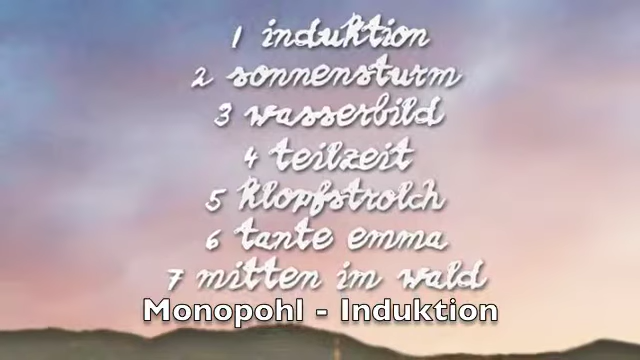 1 induktion
2 sonnensturm
3 wasserbild
4 teilzeit
5 klopfstrolch
6 tante emma
7 mitten im wald
Monopohl - Induktion